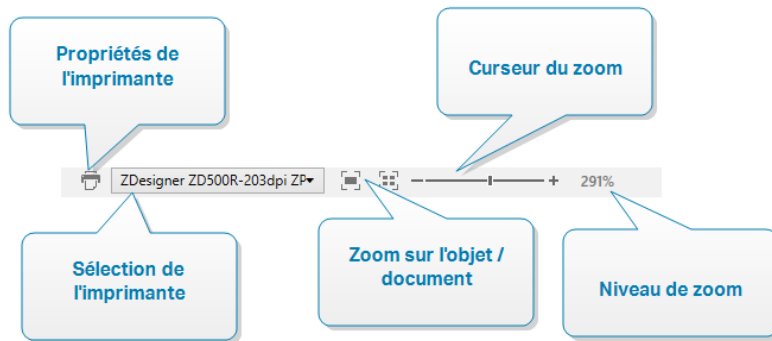 Propriétés de
l'imprimante
Curseur du zoom
ZDesigner ZD500R-203dpi ZP
291%
Sélection de
l'imprimante
Zoom sur l'objet /
document
Niveau de zoom